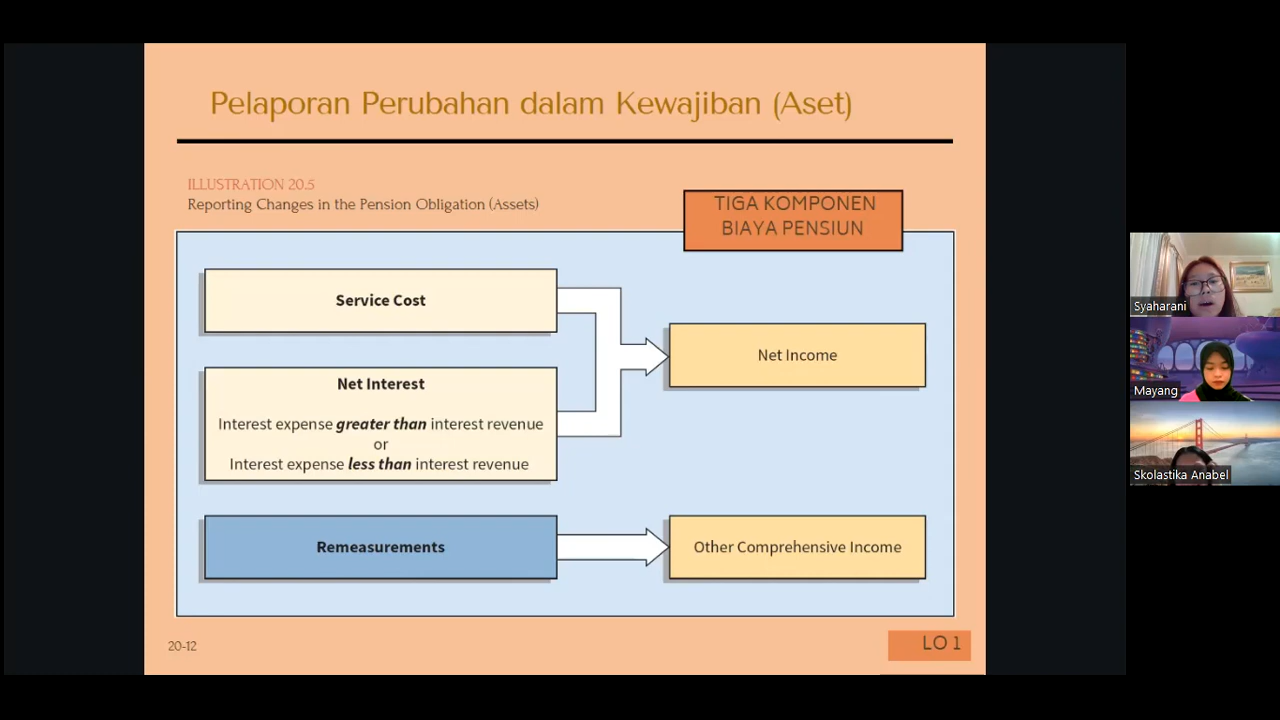 Pelaporan Perubahan dalam Kewajiban (Aset)
ILLUSTRATION 20.5
Reporting Changes in the Pension Obligation (Assets)
TIGA KOMPONEN
BIAYA PENSIUN
Service Cost
Net Income
Net Interest
Interest expense greater than interest revenue
or
Interest expense less than interest revenue
Remeasurements
Other Comprehensive Income
20-12
LO 1
Syaharani
Mayang
Skolastika Anabel